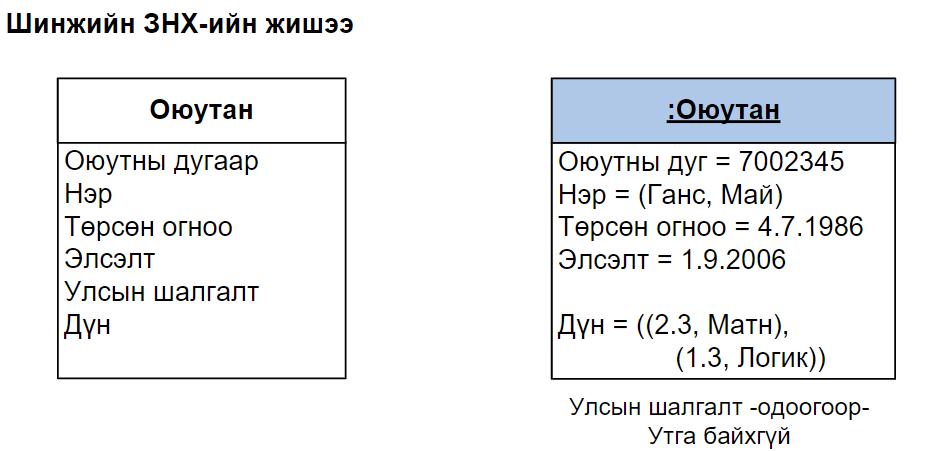 Шинжийн ЗНХ-ийн жишээ
Оюутан
Оюутны дугаар
Нэр
Төрсөн огноо
Элсэлт
Улсын шалгалт
Дүн
:Оюутан
Оюутны дуг = 7002345
Нэр = (Ганс, Май)
Төрсөн огноо = 4.7.1986
Элсэлт = 1.9.2006
Дүн = ((2.3, Матн),
(1.3, Логик))
Улсын шалгалт -одоогоор-
Утга байхгүй